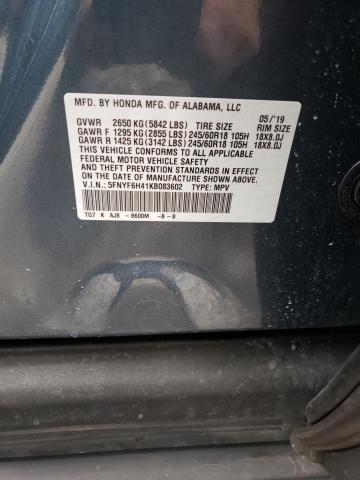 MFD. BY HONDA MFG. OF ALABAMA, LLC
GVWR 2650 KG (5842 LBS) TIRE SIZE 05/'19 RIM SIZE
GAWR F 1295 KG (2855 LBS) 245/60R18 105H 18X8.0J
GAWR R 1425 KG (3142 LBS) 245/60R18 105H 18X8.0J
THIS VEHICLE CONFORMS TO ALL APPLICABLE
FEDERAL MOTOR VEHICLE SAFETY AND
THEFT PREVENTION STANDARDS IN EFFECT ON
THE DATE OF MANUFACTURE SHOWN ABOVE.
V.I.N.: 5FNYF6H41KB083602 TYPE: MPV
TG7 K AJ8 - B600M -B-B